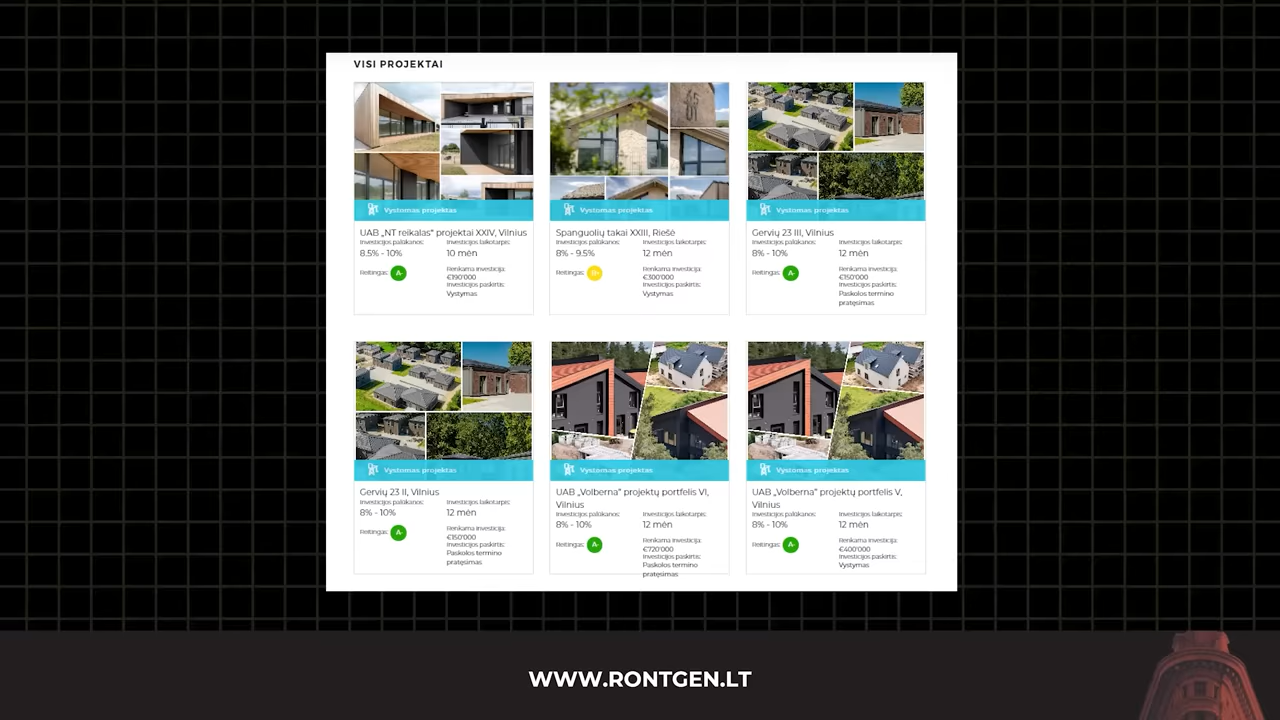 VISI PROJEKTAI
Vystomas projektas
UAB „NT reikalas" projektai XXIV, Vilnius
Investicijos palūkanos:
8.5% - 10%
Investicijos laikotarpis:
10 mėn
Reitingas: A-
Renkama investicija:
€190'000
Investicijos paskirtis:
Vystymas
Vystomas projektas
Spanguolių takai XXIII, Riešė
Investicijos palūkanos:
8% - 9.5%
Investicijos laikotarpis:
12 mėn
Reitingas: B+
Renkama investicija:
€300'000
Investicijos paskirtis:
Vystymas
Vystomas projektas
Gervių 23 III, Vilnius
Investicijos palūkanos:
8% - 10%
Investicijos laikotarpis:
12 mėn
Reitingas: A-
Renkama investicija:
€150'000
Investicijos paskirtis:
Paskolos termino
pratęsimas
Vystomas projektas
Gervių 23 II, Vilnius
Investicijos palūkanos:
8% - 10%
Investicijos laikotarpis:
12 mėn
Reitingas: A-
Renkama investicija:
€150'000
Investicijos paskirtis:
Paskolos termino
pratęsimas
Vystomas projektas
UAB „Volberna" projektų portfelis VI,
Vilnius
Investicijos palūkanos:
8% - 10%
Investicijos laikotarpis:
12 mėn
Reitingas: A-
Renkama investicija:
€720'000
Investicijos paskirtis:
Paskolos termino
pratęsimas
Vystomas projektas
UAB „Volberna" projektų portfelis V,
Vilnius
Investicijos palūkanos:
8% - 10%
Investicijos laikotarpis:
12 mėn
Reitingas: A-
Renkama investicija:
€400'000
Investicijos paskirtis:
Vystymas
WWW.RONTGEN.LT